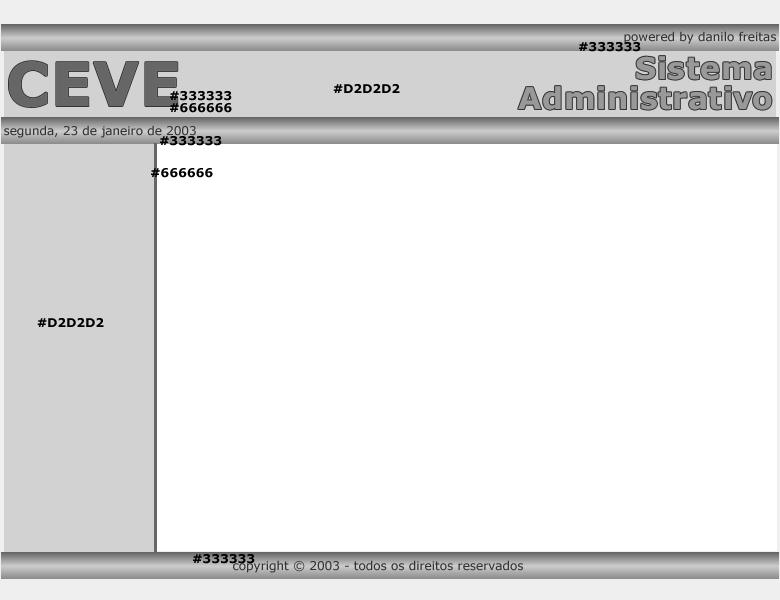 powered by danilo freitas
#333333
CEVE
Sistema
Administrativo
#D2D2D2
#333333
#666666
segunda, 23 de janeiro de 2003
#333333
#666666
#D2D2D2
#333333
copyright © 2003 - todos os direitos reservados